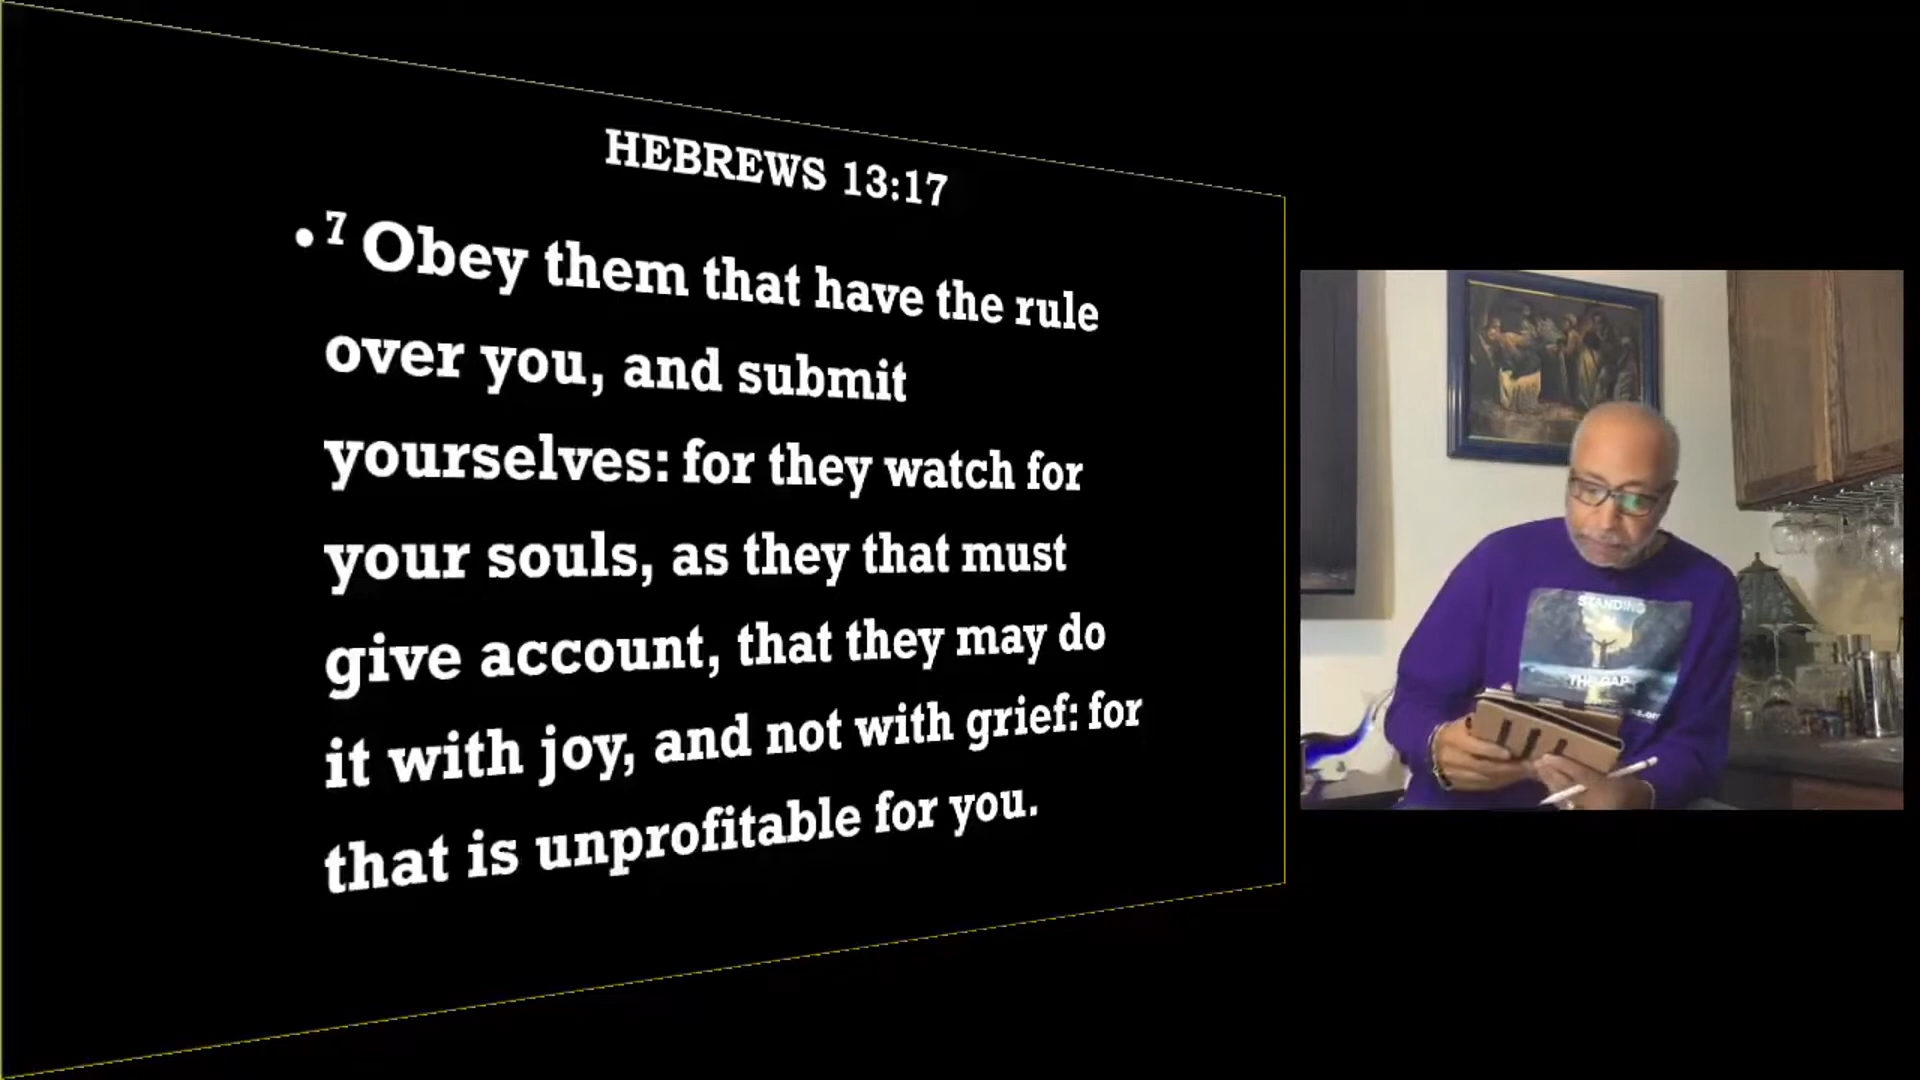 HEBREWS 13:17
• 7 Obey them that have the rule
over you, and submit
yourselves: for they watch for
your souls, as they that must
give account, that they may do
it with joy, and not with grief: for
that is unprofitable for you.
STANDING
THE GAP